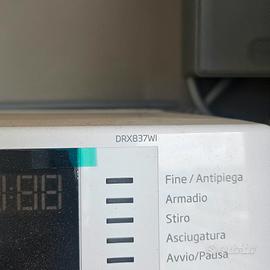 DRX837WI
Fine / Antipiega
Armadio
Stiro
Asciugatura
Avvio/Pausa